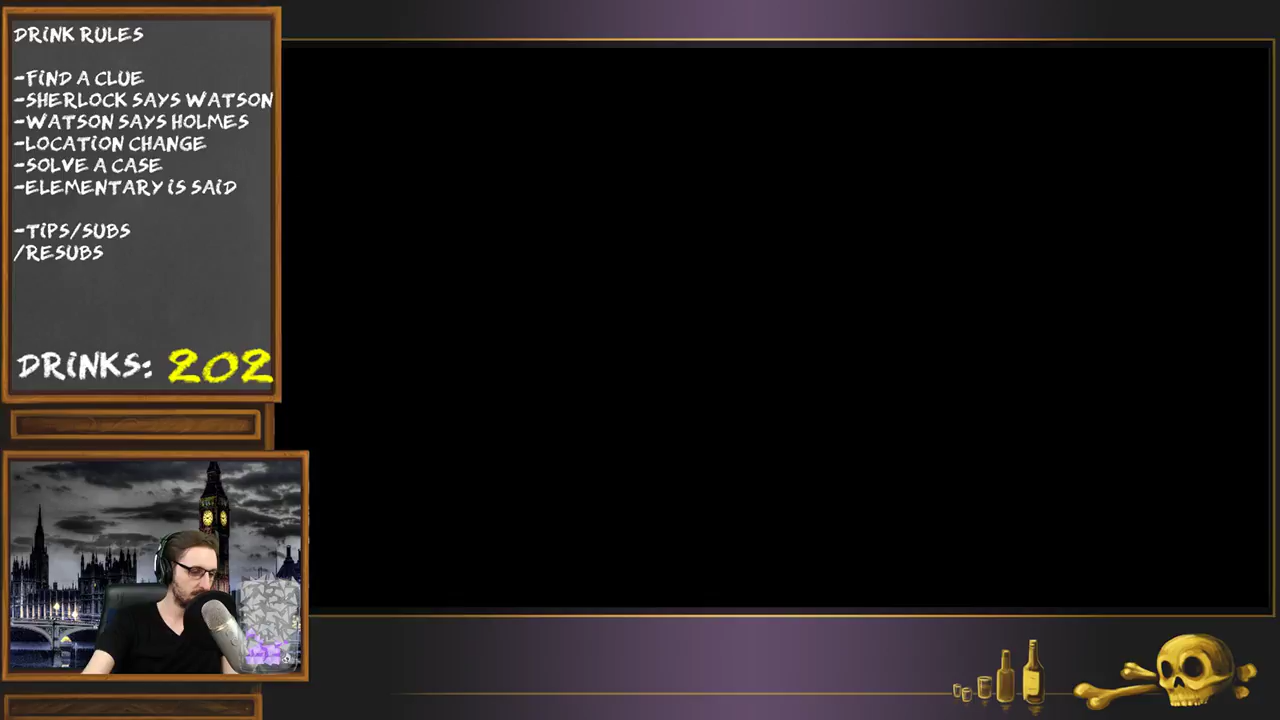 DRINK RULES
-FIND A CLUE
-SHERLOCK SAYS WATSON
-WATSON SAYS HOLMES
-LOCATION CHANGE
-SOLVE A CASE
-ELEMENTARY IS SAID
-TIPS/SUBS
/RESUBS
DRINKS: 202